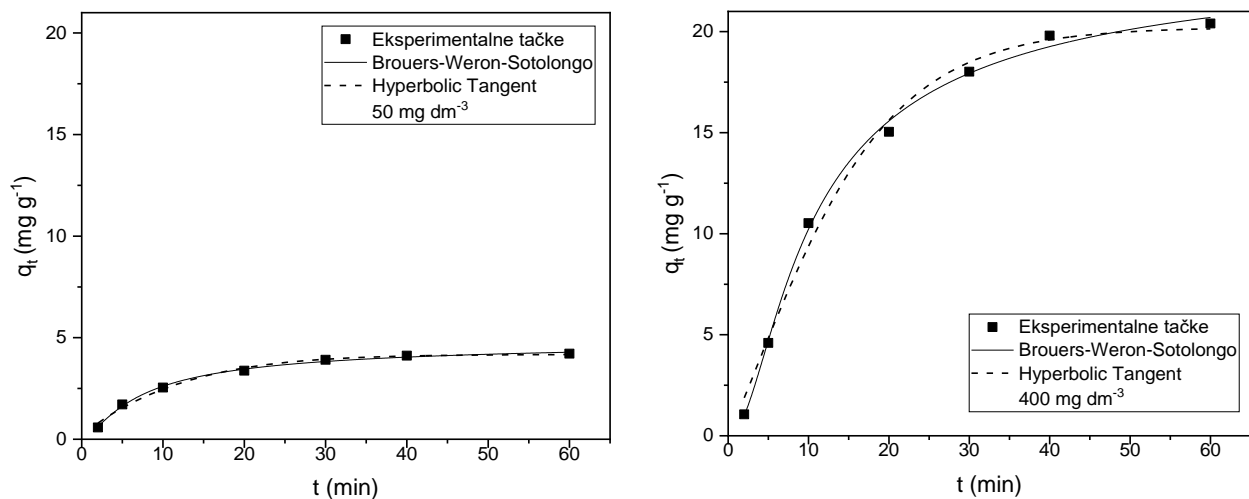 20
15
10
5
0
q_t (mg g⁻¹)
0 10 20 30 40 50 60
t (min)
Eksperimentalne tačke
Brouers-Weron-Sotolongo
Hyperbolic Tangent
50 mg dm⁻³
20
15
10
5
0
q_t (mg g⁻¹)
0 10 20 30 40 50 60
t (min)
Eksperimentalne tačke
Brouers-Weron-Sotolongo
Hyperbolic Tangent
400 mg dm⁻³